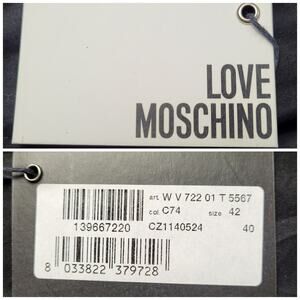 LOVE
MOSCHINO
art. W V 722 01 T 5567
col. C74 size 42
139667220 CZ1140524 40
8 033822 379728